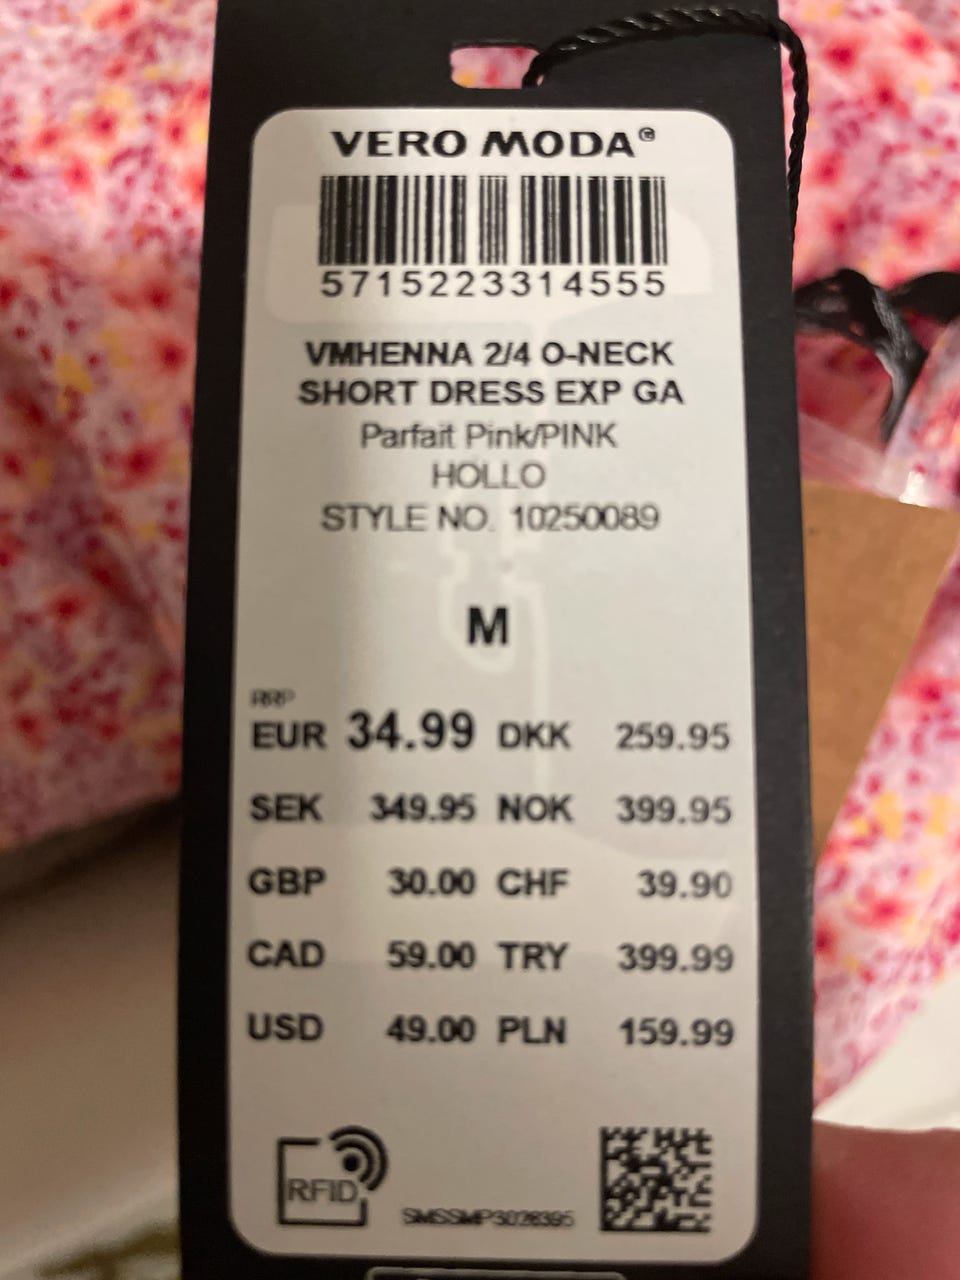 VERO MODA®
5715223314555
VMHENNA 2/4 O-NECK
SHORT DRESS EXP GA
Parfait Pink/PINK
HOLLO
STYLE NO. 10250089
M
RRP
EUR 34.99 DKK 259.95
SEK 349.95 NOK 399.95
GBP 30.00 CHF 39.90
CAD 59.00 TRY 399.99
USD 49.00 PLN 159.99
RFID
SMSSMP3028395